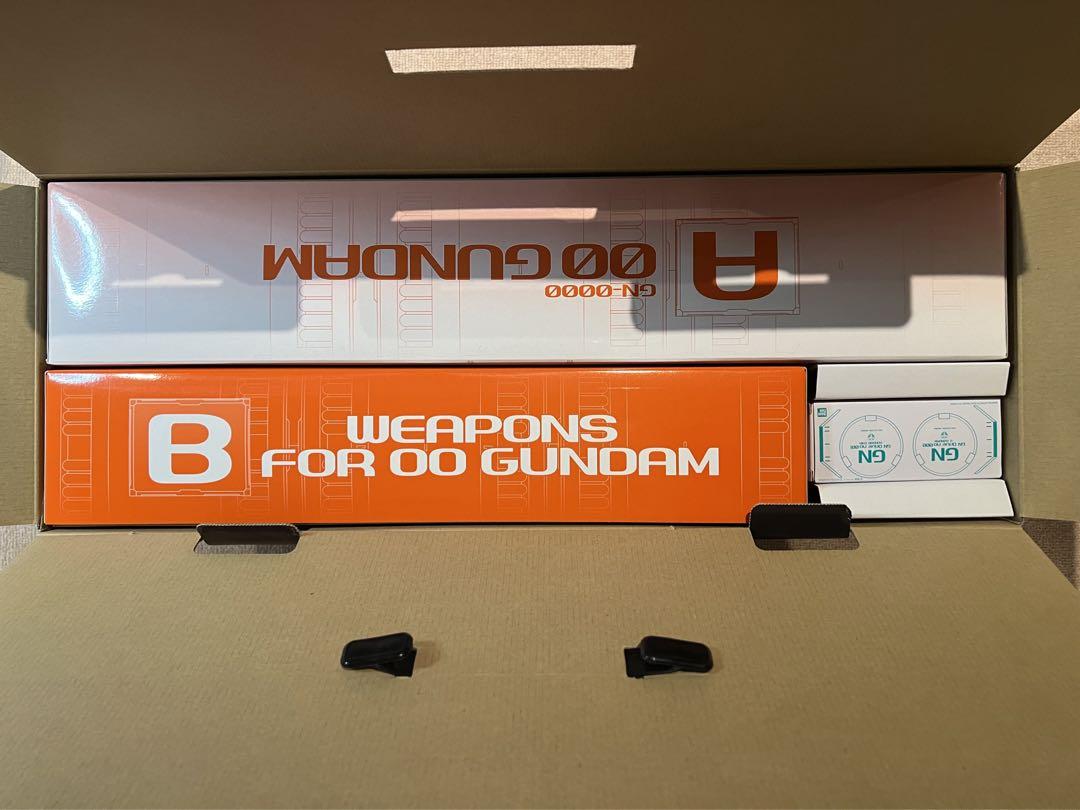 A
00 GUNDAM
GN-0000
B
WEAPONS
FOR 00 GUNDAM
GN
GN